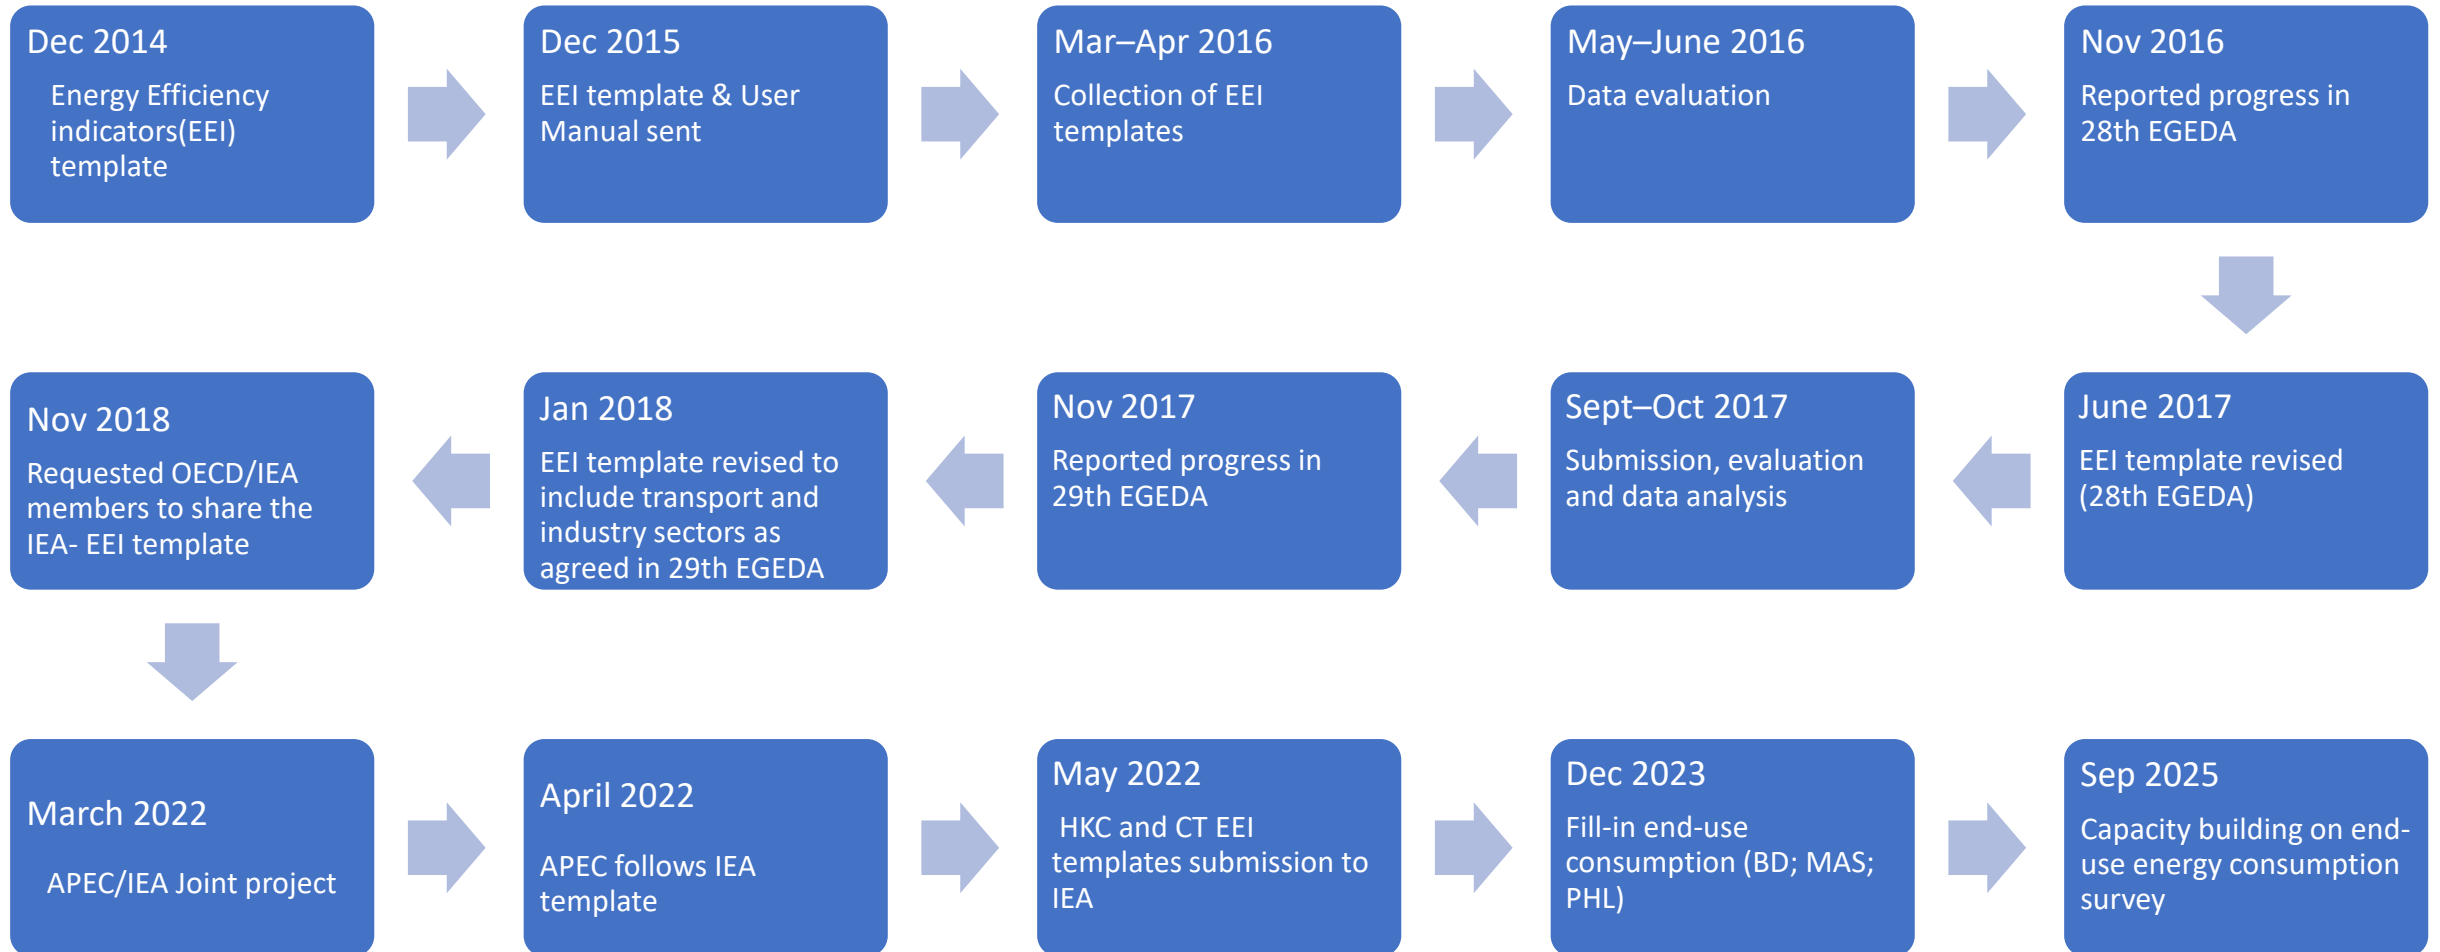 Dec 2014
Energy Efficiency
indicators(EEI)
template
Dec 2015
EEI template & User
Manual sent
Mar–Apr 2016
Collection of EEI
templates
May–June 2016
Data evaluation
Nov 2016
Reported progress in
28th EGEDA
June 2017
EEI template revised
(28th EGEDA)
Sept–Oct 2017
Submission, evaluation
and data analysis
Nov 2017
Reported progress in
29th EGEDA
Jan 2018
EEI template revised to
include transport and
industry sectors as
agreed in 29th EGEDA
Nov 2018
Requested OECD/IEA
members to share the
IEA- EEI template
March 2022
APEC/IEA Joint project
April 2022
APEC follows IEA
template
May 2022
HKC and CT EEI
templates submission to
IEA
Dec 2023
Fill-in end-use
consumption (BD; MAS;
PHL)
Sep 2025
Capacity building on end-
use energy consumption
survey